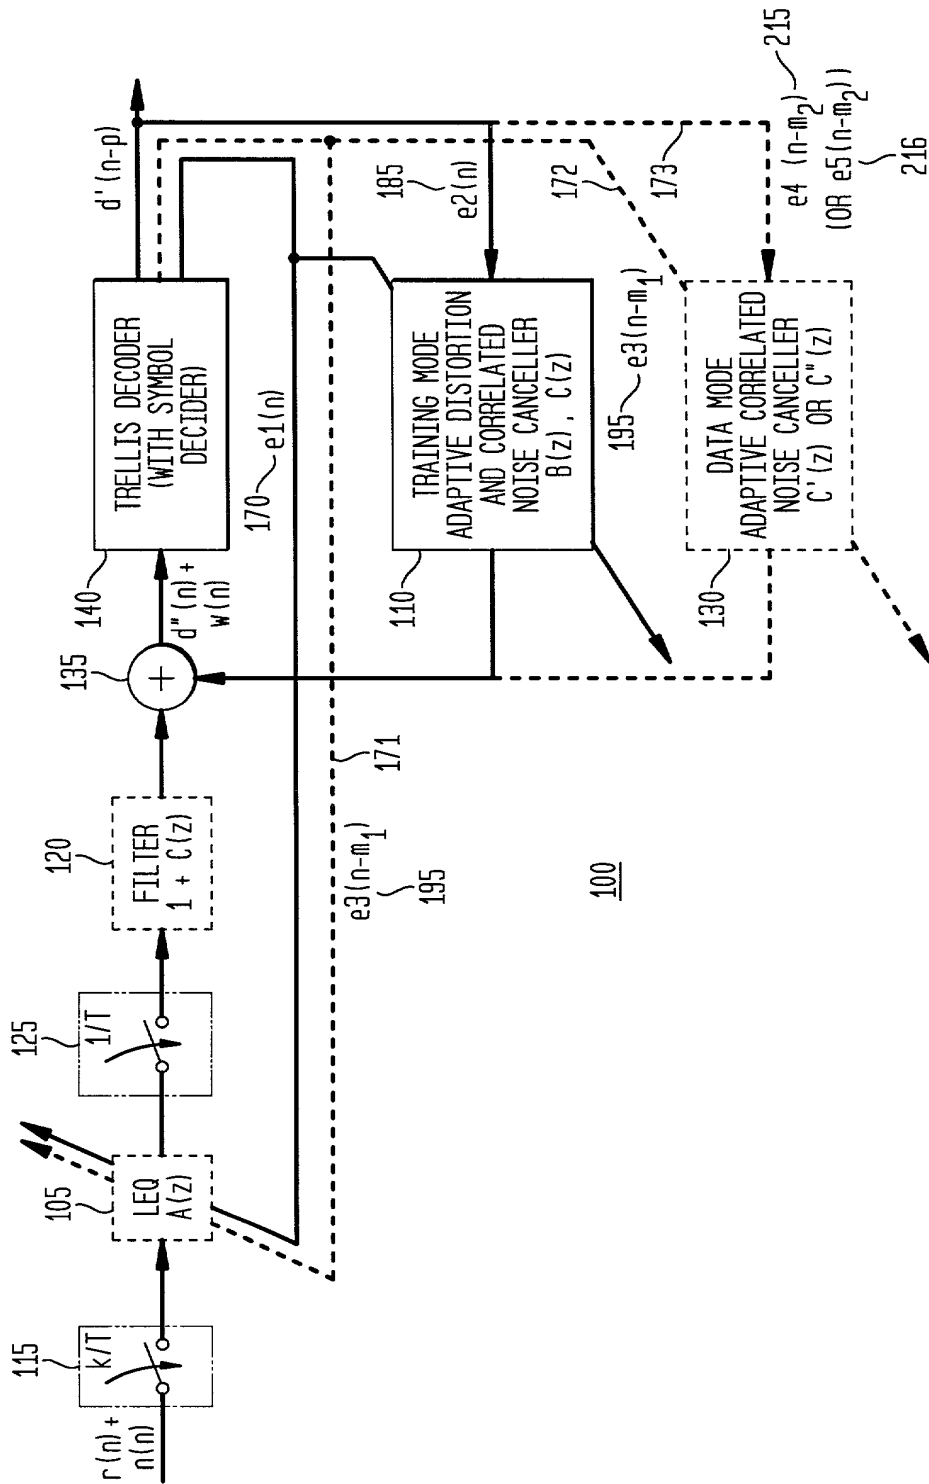 r(n)+
n(n)
115
k/T
105
LEQ
A(z)
125
1/T
120
FILTER
1 + C(z)
135
+
d"(n)+
w(n)
140
TRELLIS DECODER
(WITH SYMBOL
DECIDER)
d'(n-p)
170
e1(n)
171
e3(n-m1)
195
185
e2(n)
110
TRAINING MODE
ADAPTIVE DISTORTION
AND CORRELATED
NOISE CANCELLER
B(z), C(z)
172
173
195
e3(n-m1)
130
DATA MODE
ADAPTIVE CORRELATED
NOISE CANCELLER
C'(z) OR C"(z)
e4 (n-m2)
215
(OR e5(n-m2))
216
100